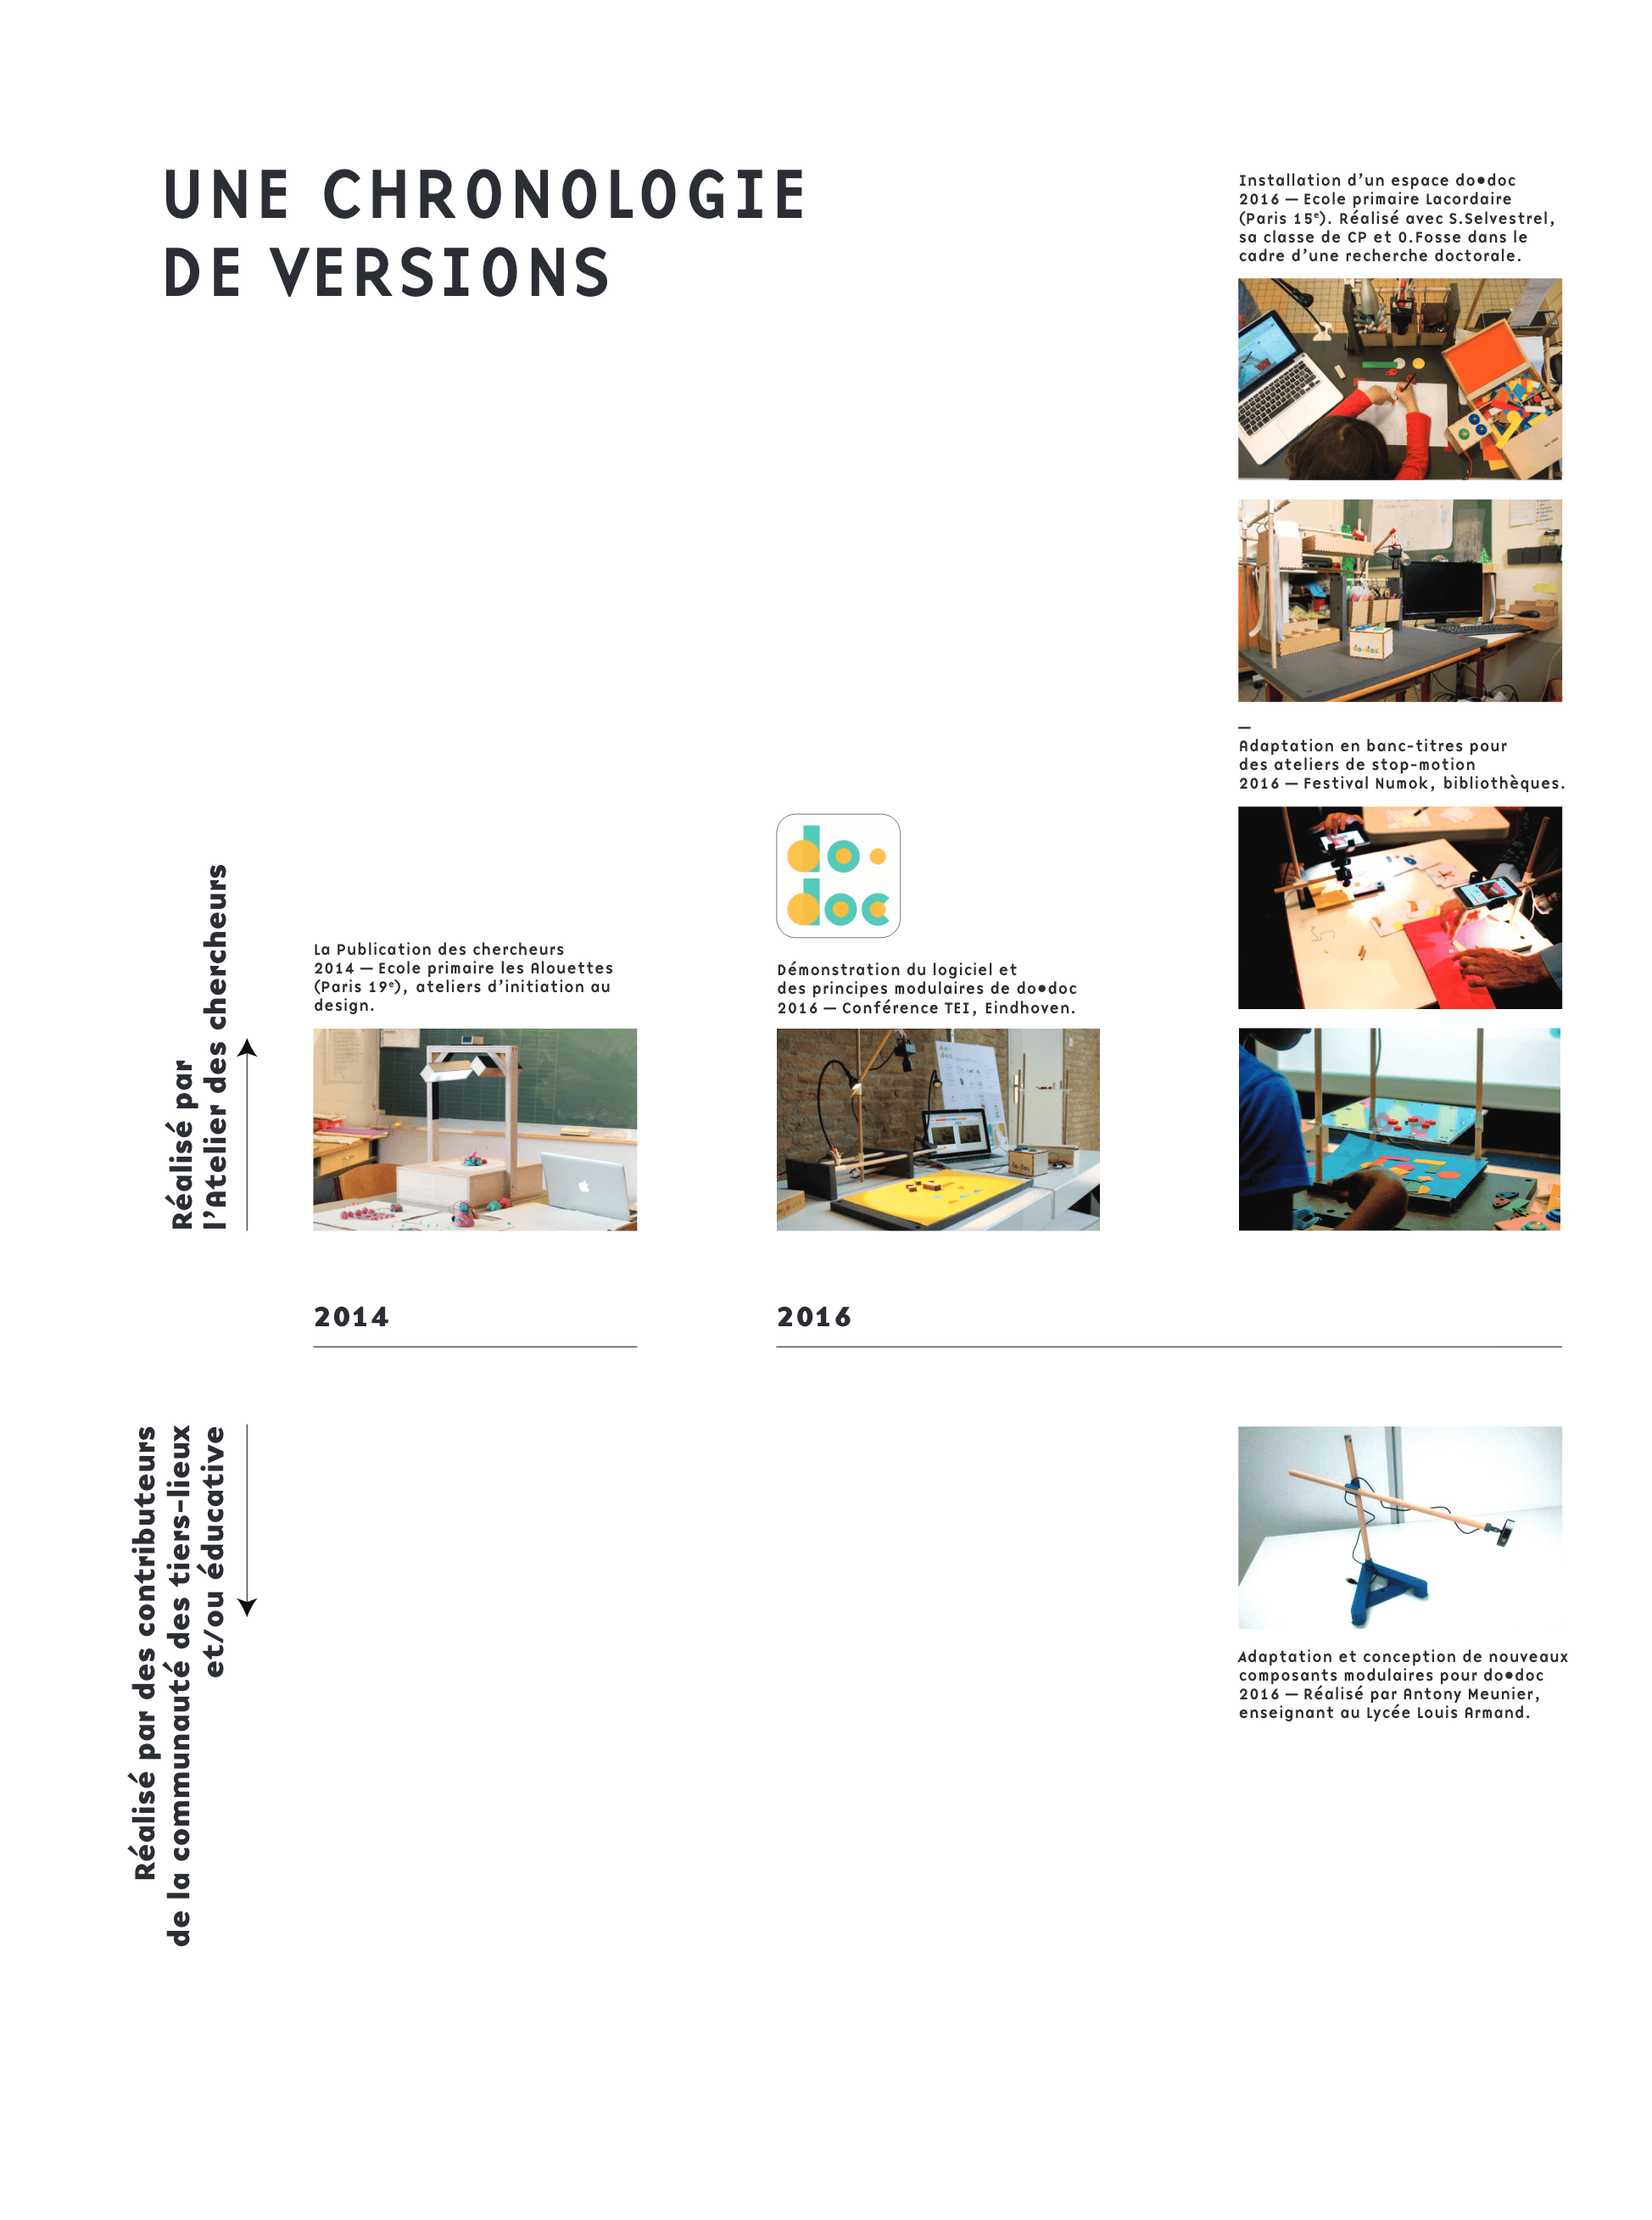 UNE CHRONOLOGIE
DE VERSIONS
Réalisé par
l'Atelier des chercheurs
La Publication des chercheurs
2014 — Ecole primaire les Alouettes
(Paris 19e), ateliers d'initiation au
design.
do•
doc
Démonstration du logiciel et
des principes modulaires de do•doc
2016 — Conférence TEI, Eindhoven.
Installation d'un espace do•doc
2016 — Ecole primaire Lacordaire
(Paris 15e). Réalisé avec S.Selvestrel,
sa classe de CP et O.Fosse dans le
cadre d'une recherche doctorale.
—
Adaptation en banc-titres pour
des ateliers de stop-motion
2016 — Festival Numok, bibliothèques.
2014
2016
Réalisé par des contributeurs
de la communauté des tiers-lieux
et/ou éducative
Adaptation et conception de nouveaux
composants modulaires pour do•doc
2016 — Réalisé par Antony Meunier,
enseignant au Lycée Louis Armand.